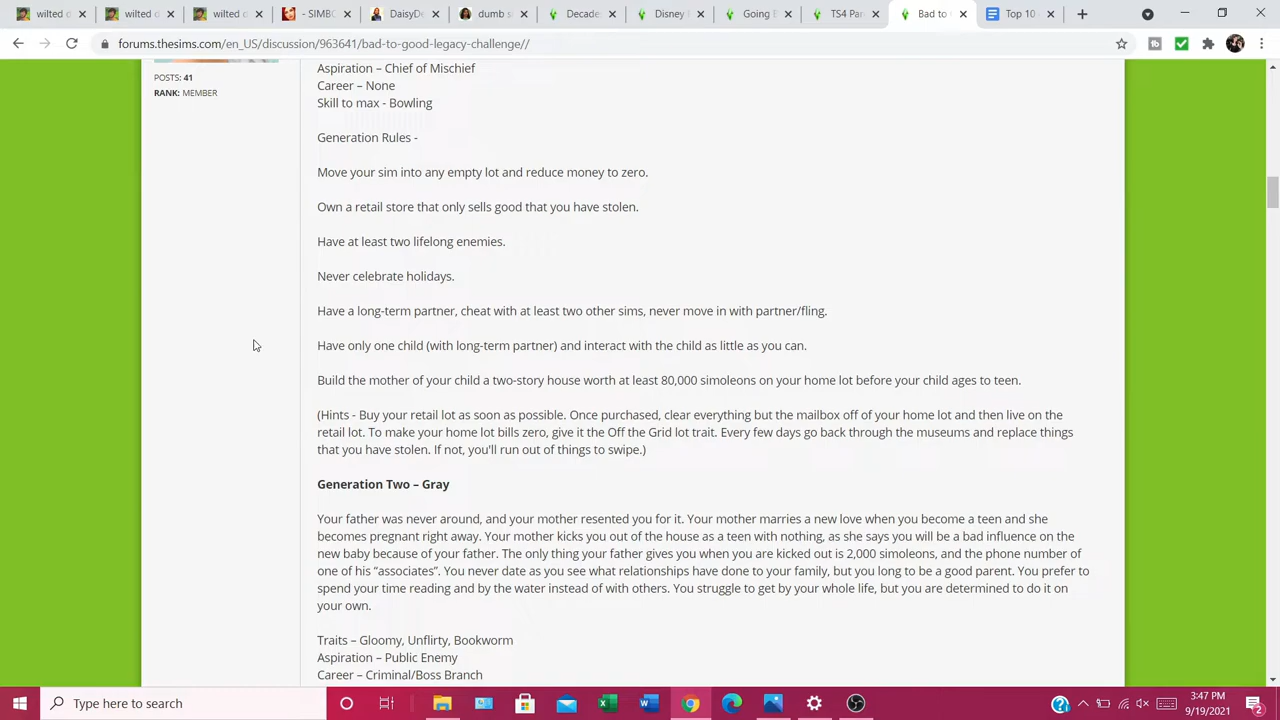 wilted d
wilted d
wilted d
- SIMBO
DaisyDe
dumb si
Decades
Disney P
Going B
TS4 Para
Bad to G
Top 10 -
forums.thesims.com/en_US/discussion/963641/bad-to-good-legacy-challenge//
POSTS: 41
RANK: MEMBER
Aspiration – Chief of Mischief
Career – None
Skill to max - Bowling
Generation Rules -
Move your sim into any empty lot and reduce money to zero.
Own a retail store that only sells good that you have stolen.
Have at least two lifelong enemies.
Never celebrate holidays.
Have a long-term partner, cheat with at least two other sims, never move in with partner/fling.
Have only one child (with long-term partner) and interact with the child as little as you can.
Build the mother of your child a two-story house worth at least 80,000 simoleons on your home lot before your child ages to teen.
(Hints - Buy your retail lot as soon as possible. Once purchased, clear everything but the mailbox off of your home lot and then live on the
retail lot. To make your home lot bills zero, give it the Off the Grid lot trait. Every few days go back through the museums and replace things
that you have stolen. If not, you'll run out of things to swipe.)
Generation Two – Gray
Your father was never around, and your mother resented you for it. Your mother marries a new love when you become a teen and she
becomes pregnant right away. Your mother kicks you out of the house as a teen with nothing, as she says you will be a bad influence on the
new baby because of your father. The only thing your father gives you when you are kicked out is 2,000 simoleons, and the phone number of
one of his “associates”. You never date as you see what relationships have done to your family, but you long to be a good parent. You prefer to
spend your time reading and by the water instead of with others. You struggle to get by your whole life, but you are determined to do it on
your own.
Traits – Gloomy, Unflirty, Bookworm
Aspiration – Public Enemy
Career – Criminal/Boss Branch
Type here to search
3:47 PM
9/19/2021
2